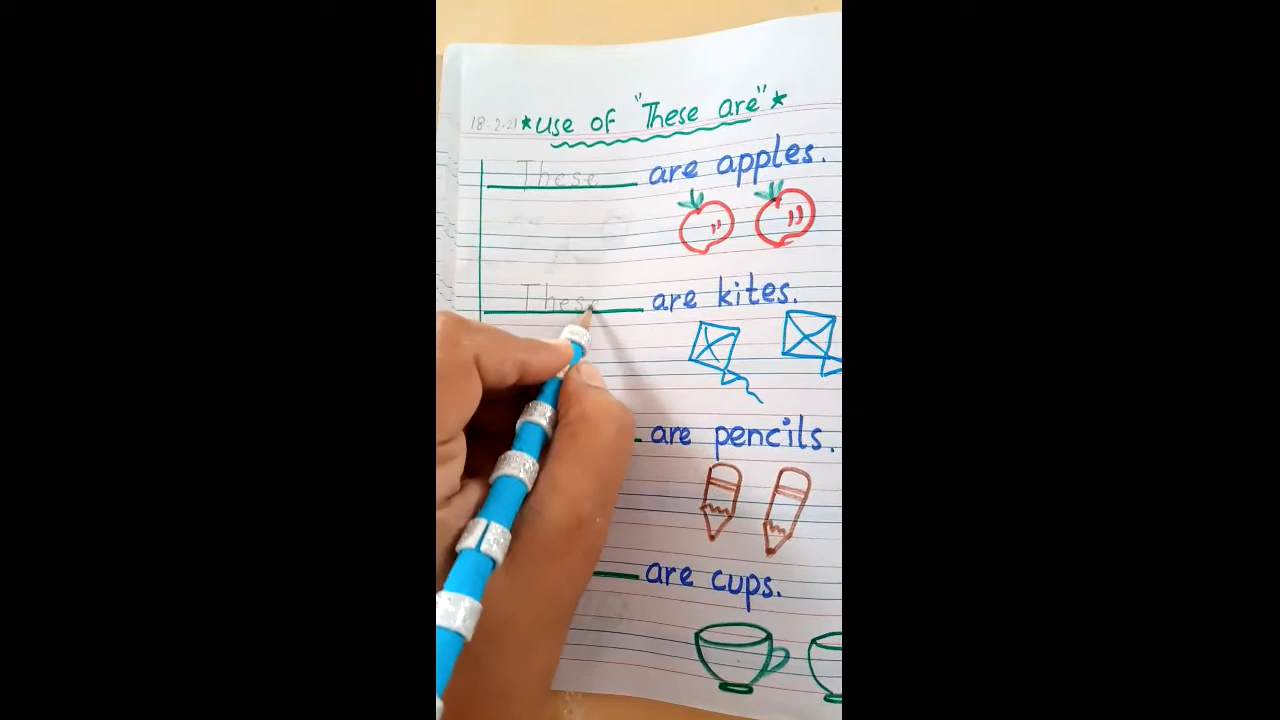 18-2-21 *Use of "These are"*
These are apples.
These are kites.
are pencils.
are cups.